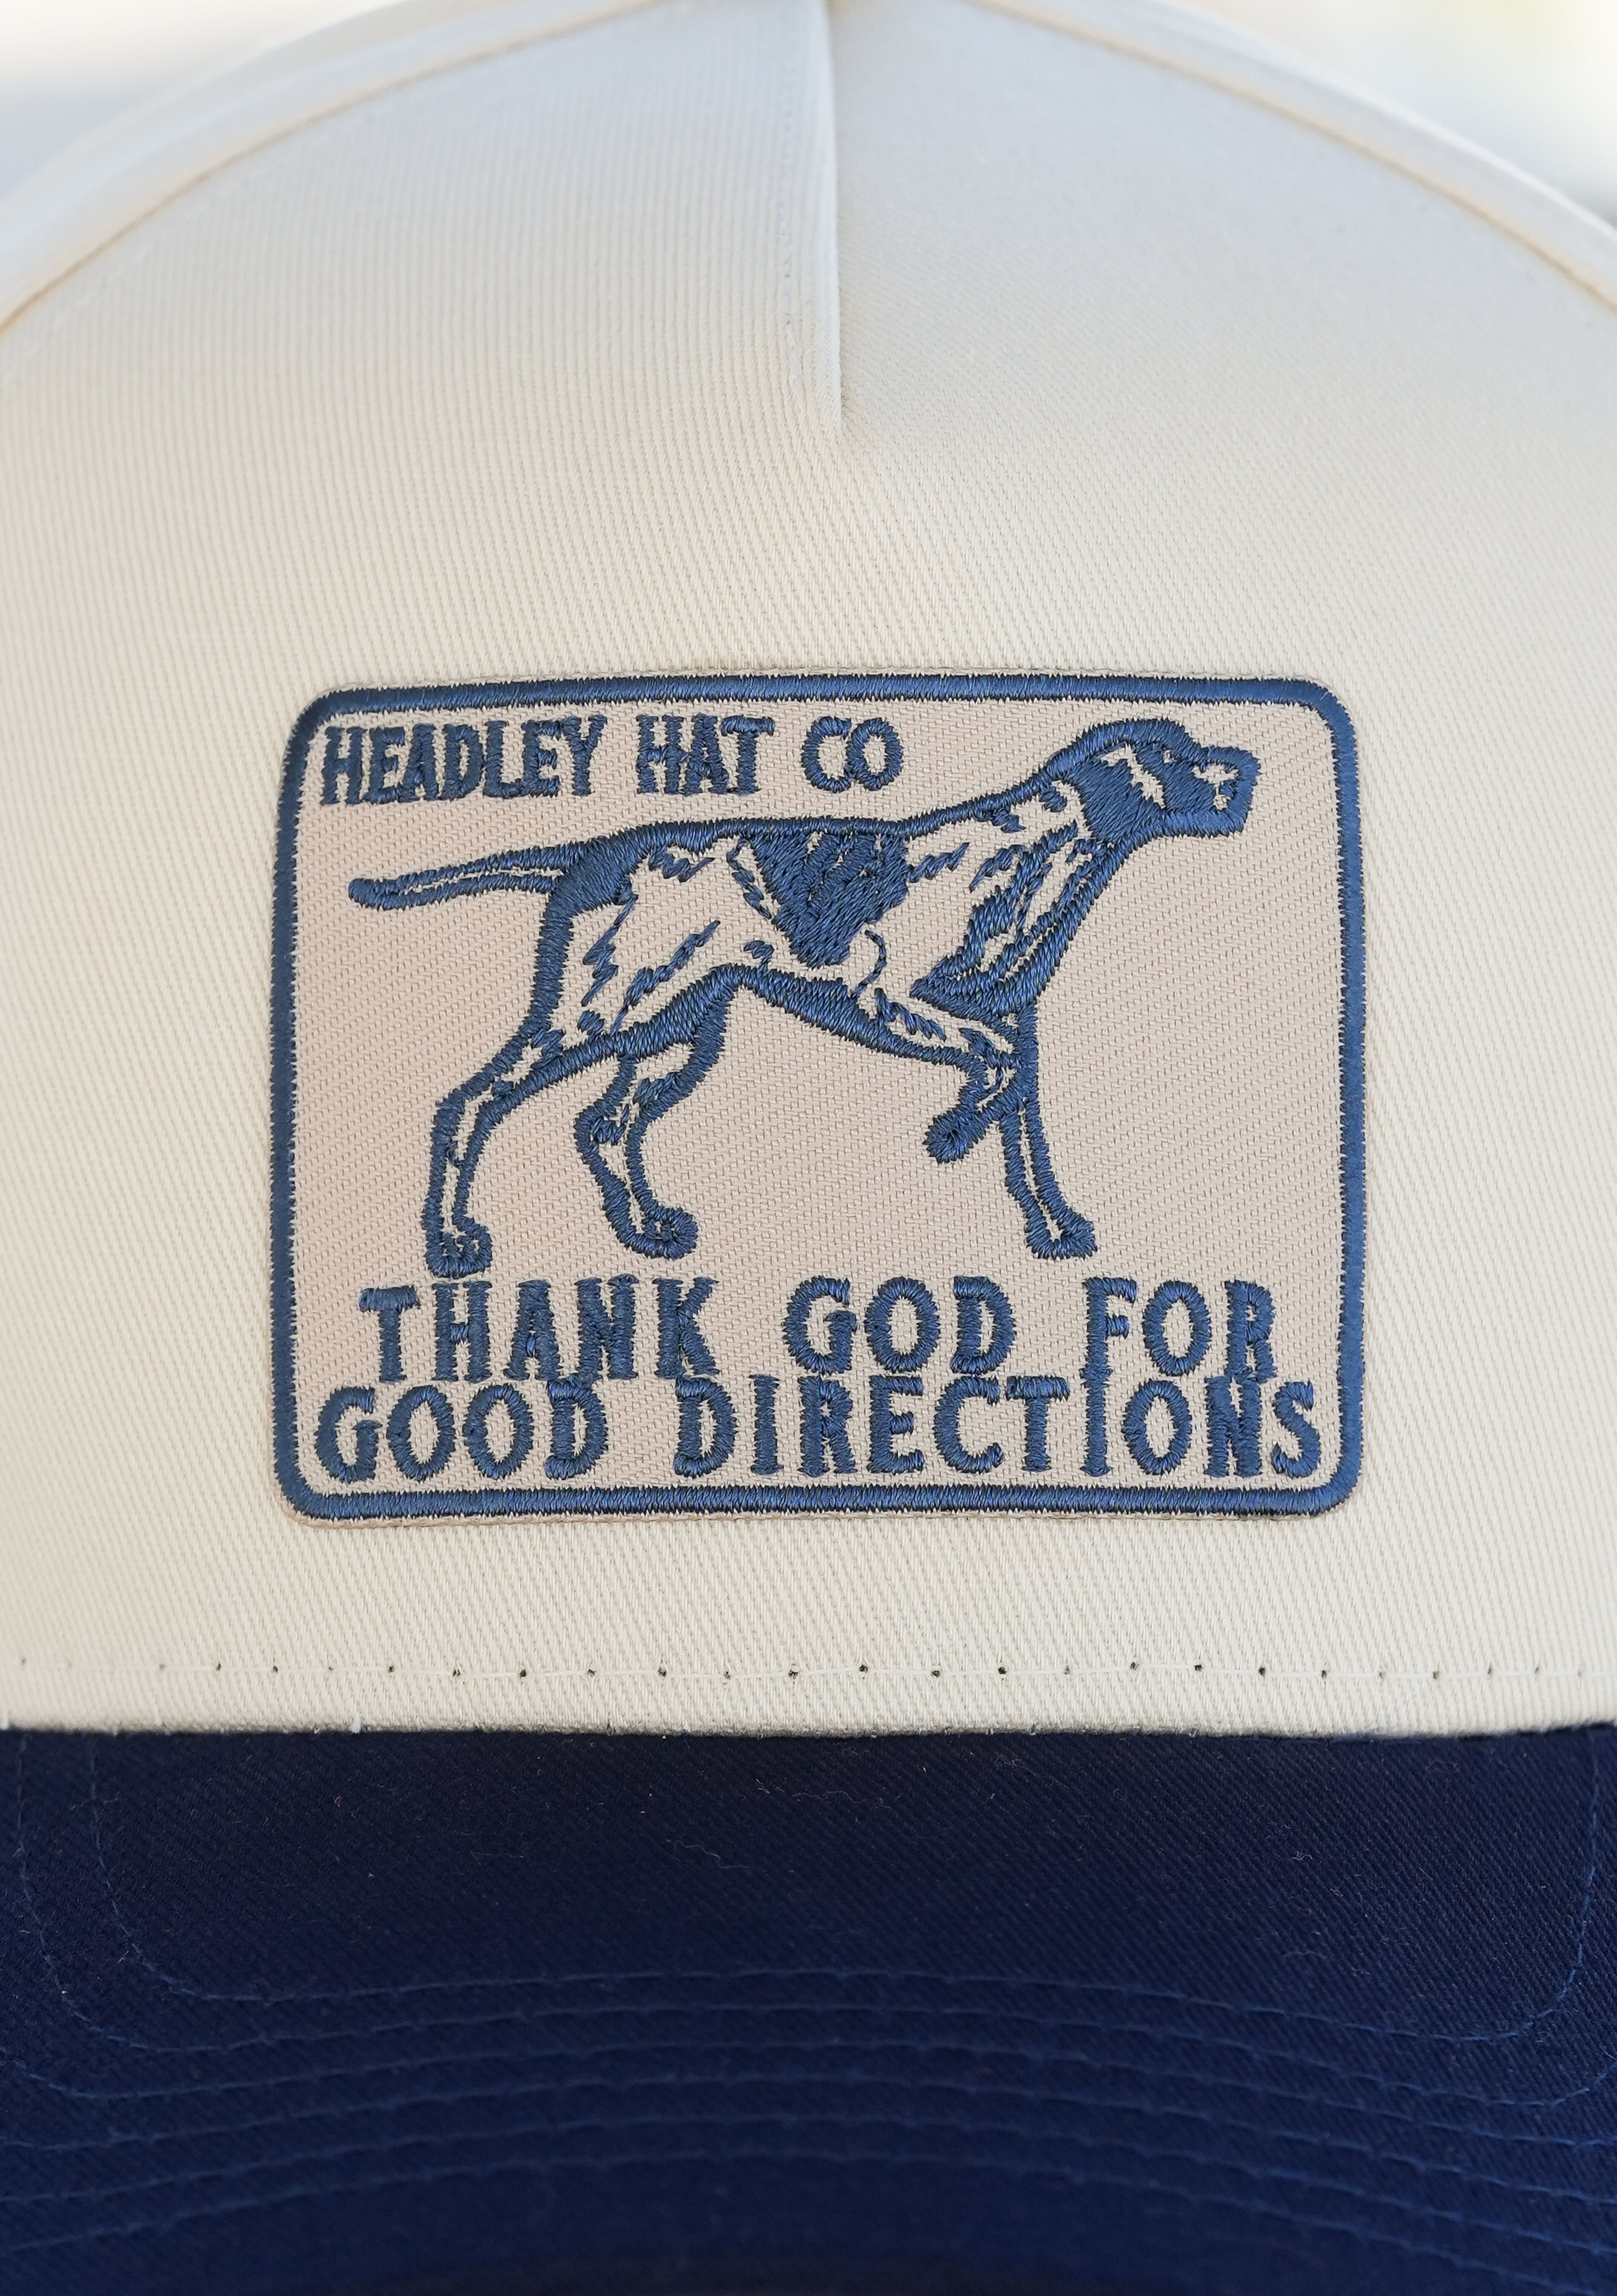 HEADLEY HAT CO
THANK GOD FOR
GOOD DIRECTIONS